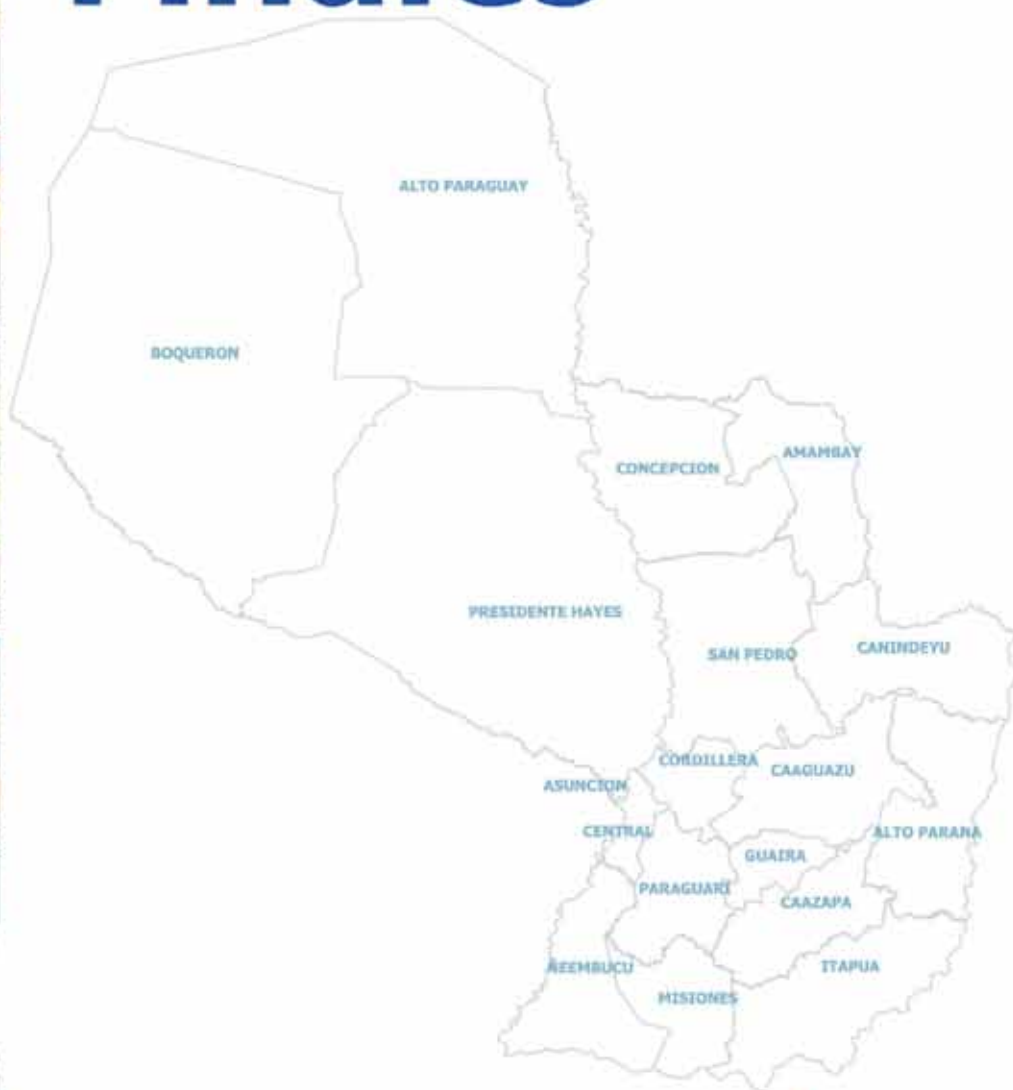 ALTO PARAGUAY
BOQUERON
AMAMBAY
CONCEPCION
PRESIDENTE HAYES
CANINDEYU
SAN PEDRO
CORDILLERA
CAAGUAZU
ASUNCION
CENTRAL
ALTO PARANA
GUAIRA
PARAGUARI
CAAZAPA
ITAPUA
ÑEEMBUCU
MISIONES